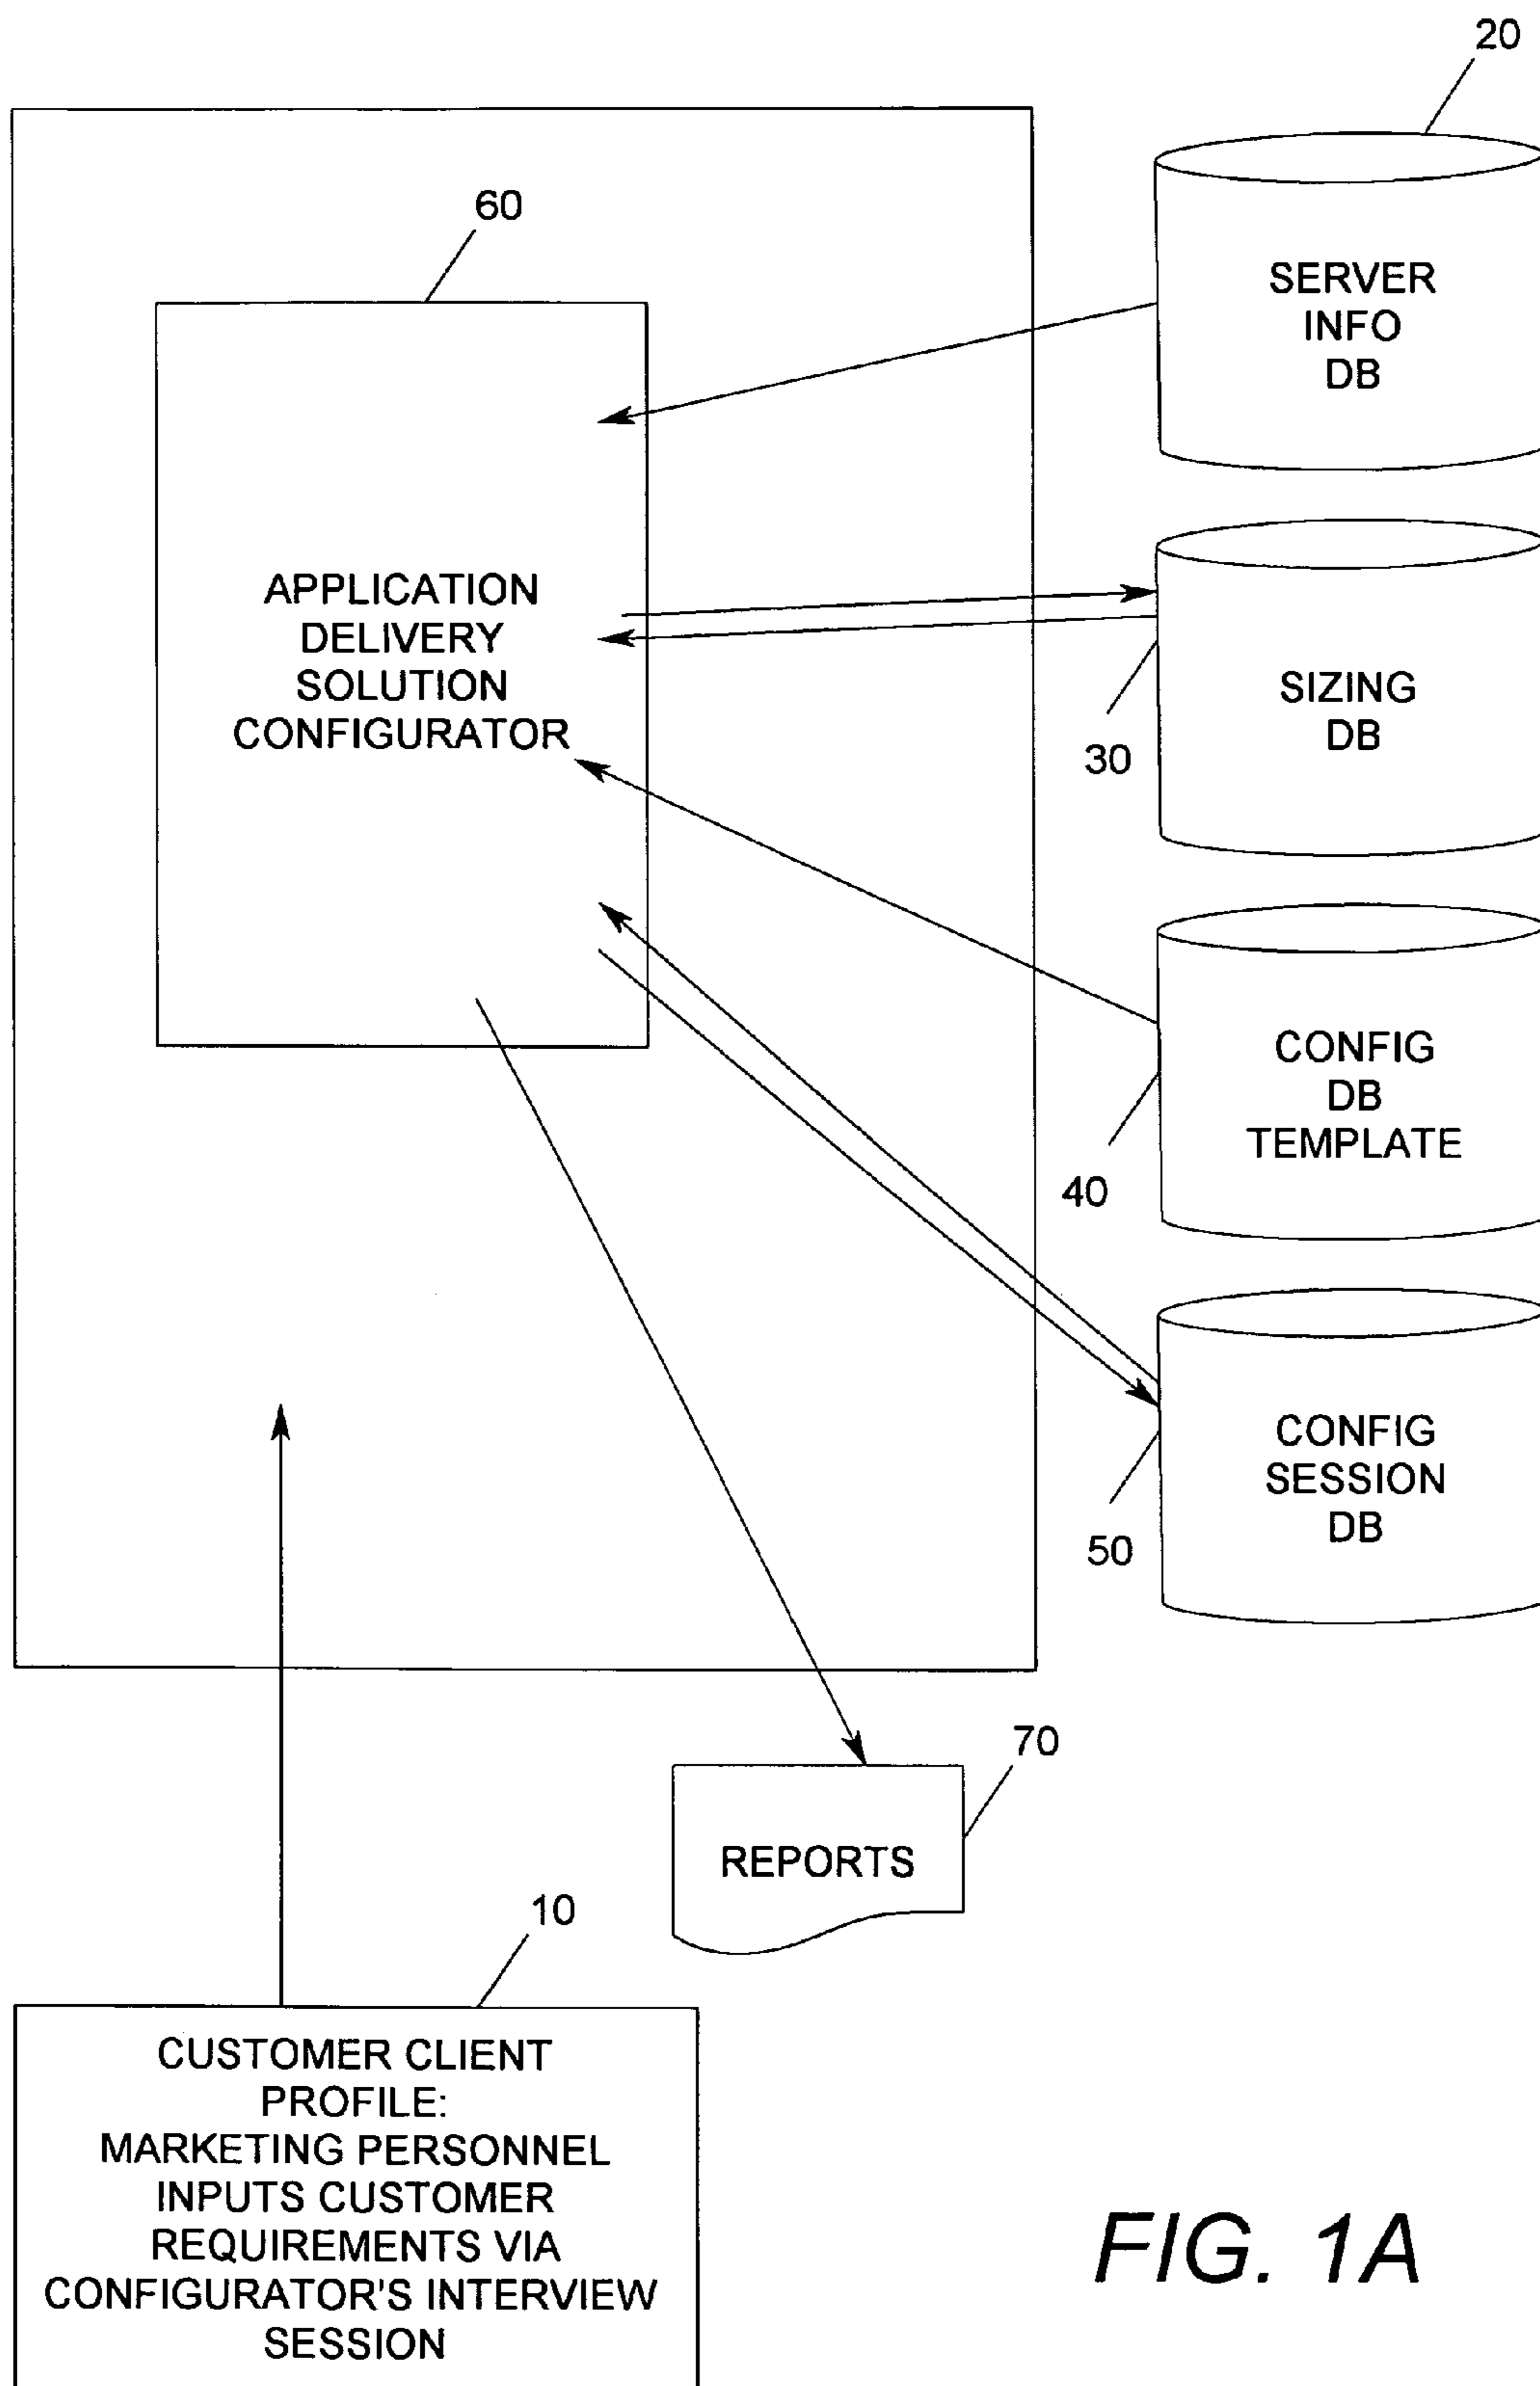 20
SERVER
INFO
DB
60
APPLICATION
DELIVERY
SOLUTION
CONFIGURATOR
30
SIZING
DB
40
CONFIG
DB
TEMPLATE
50
CONFIG
SESSION
DB
70
REPORTS
10
CUSTOMER CLIENT
PROFILE:
MARKETING PERSONNEL
INPUTS CUSTOMER
REQUIREMENTS VIA
CONFIGURATOR'S INTERVIEW
SESSION
FIG. 1A